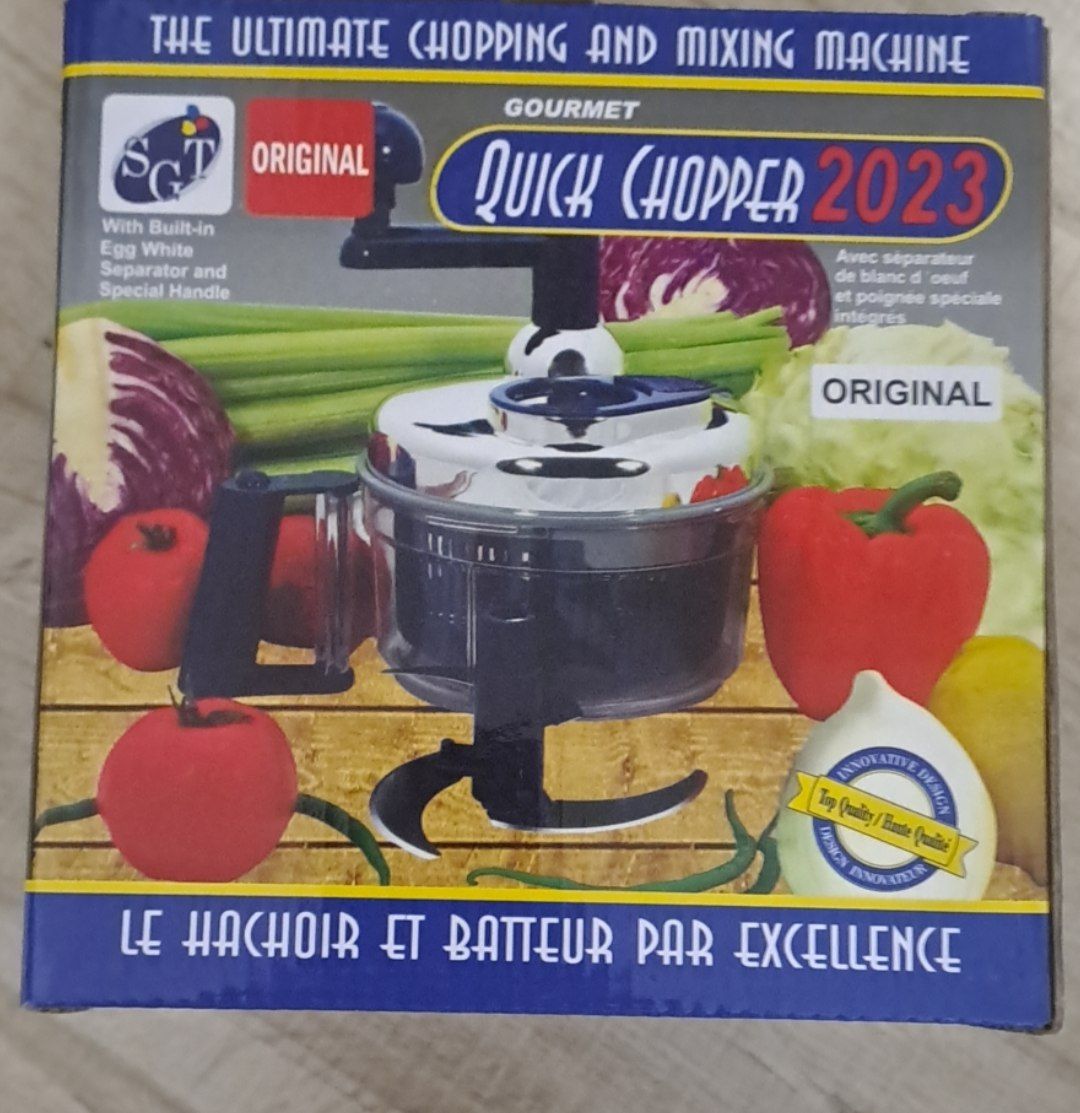 THE ULTIMATE CHOPPING AND MIXING MACHINE
SGT
ORIGINAL
GOURMET
QUICK CHOPPER 2023
With Built-in
Egg White
Separator and
Special Handle
Avec séparateur
de blanc d'oeuf
et poignée spéciale
intégrés
ORIGINAL
INNOVATIVE DESIGN
Top Quality / Haute Qualité
DESIGN INNOVATEUR
LE HACHOIR ET BATTEUR PAR EXCELLENCE